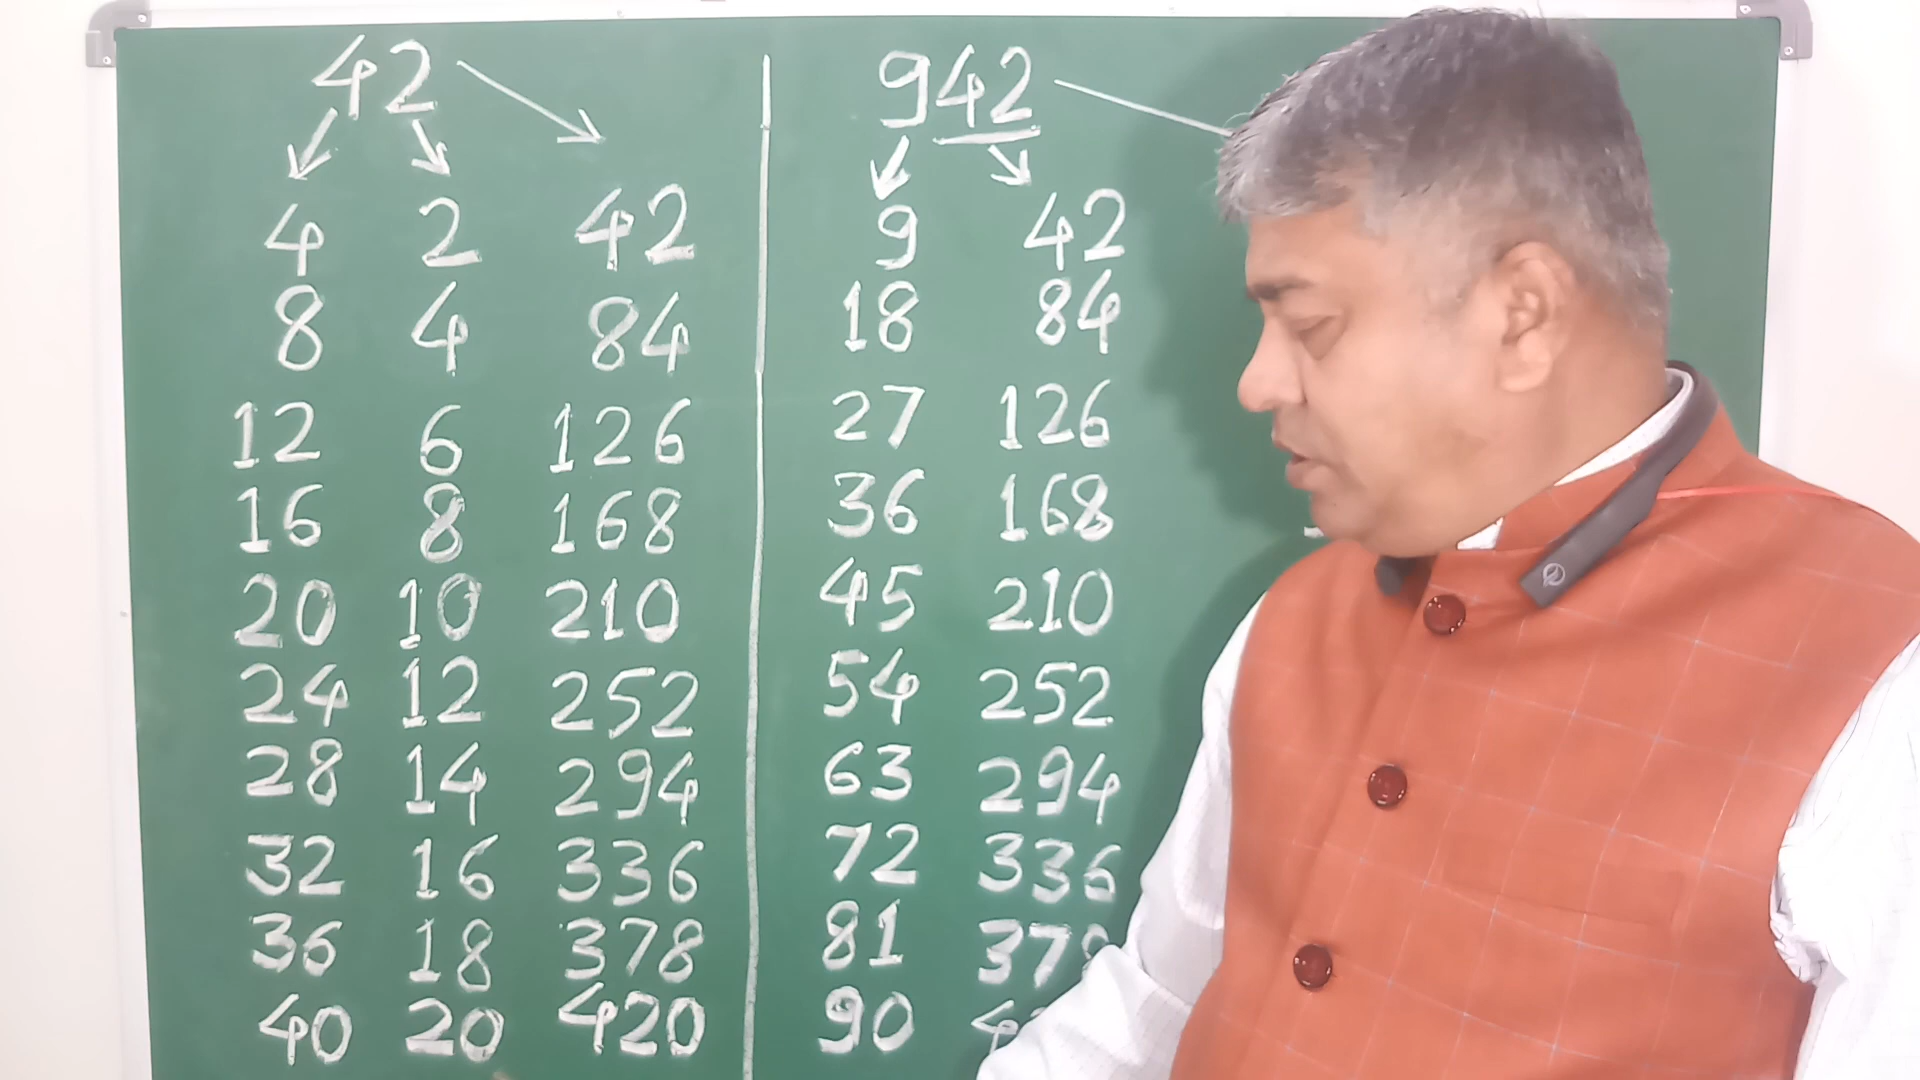 42 942
4 2 42 9 42
8 4 84 18 84
12 6 126 27 126
16 8 168 36 168
20 10 210 45 210
24 12 252 54 252
28 14 294 63 294
32 16 336 72 336
36 18 378 81 378
40 20 420 90